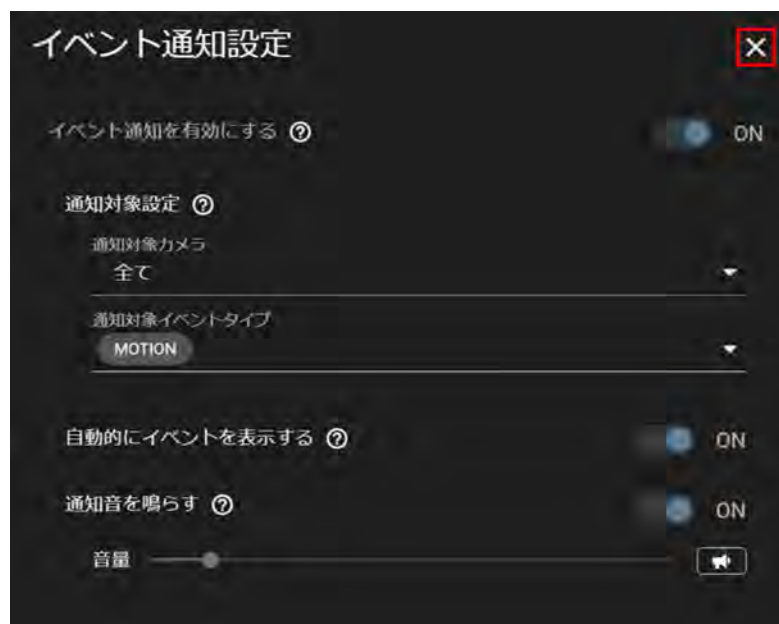 イベント通知設定
イベント通知を有効にする ?
ON
通知対象設定 ?
通知対象カメラ
全て
通知対象イベントタイプ
MOTION
自動的にイベントを表示する ?
ON
通知音を鳴らす ?
ON
音量